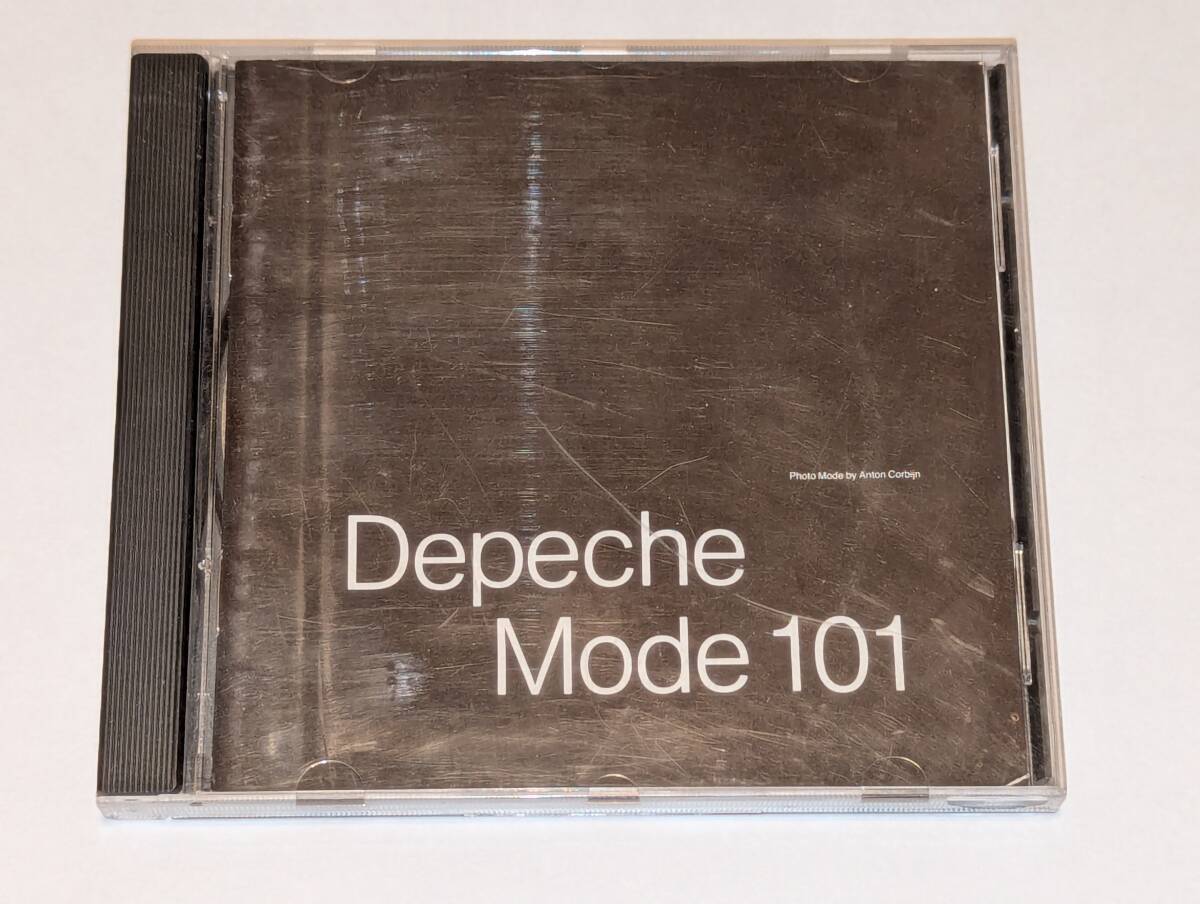 Photo Mode by Anton Corbijn
Depeche
Mode 101